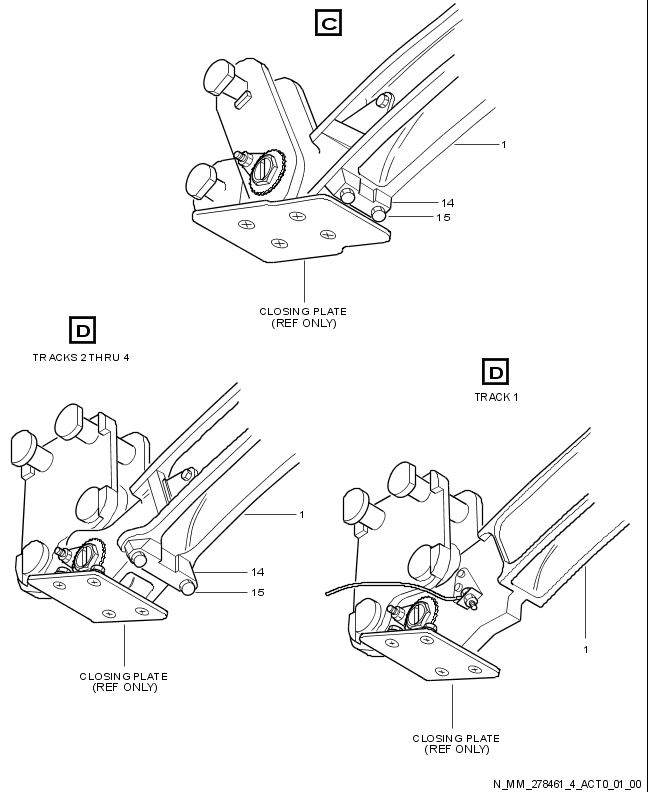 C
1
14
15
CLOSING PLATE
(REF ONLY)
D
TRACKS 2 THRU 4
D
TRACK 1
1
14
15
1
CLOSING PLATE
(REF ONLY)
CLOSING PLATE
(REF ONLY)
N_MM_278461_4_ACT0_01_00